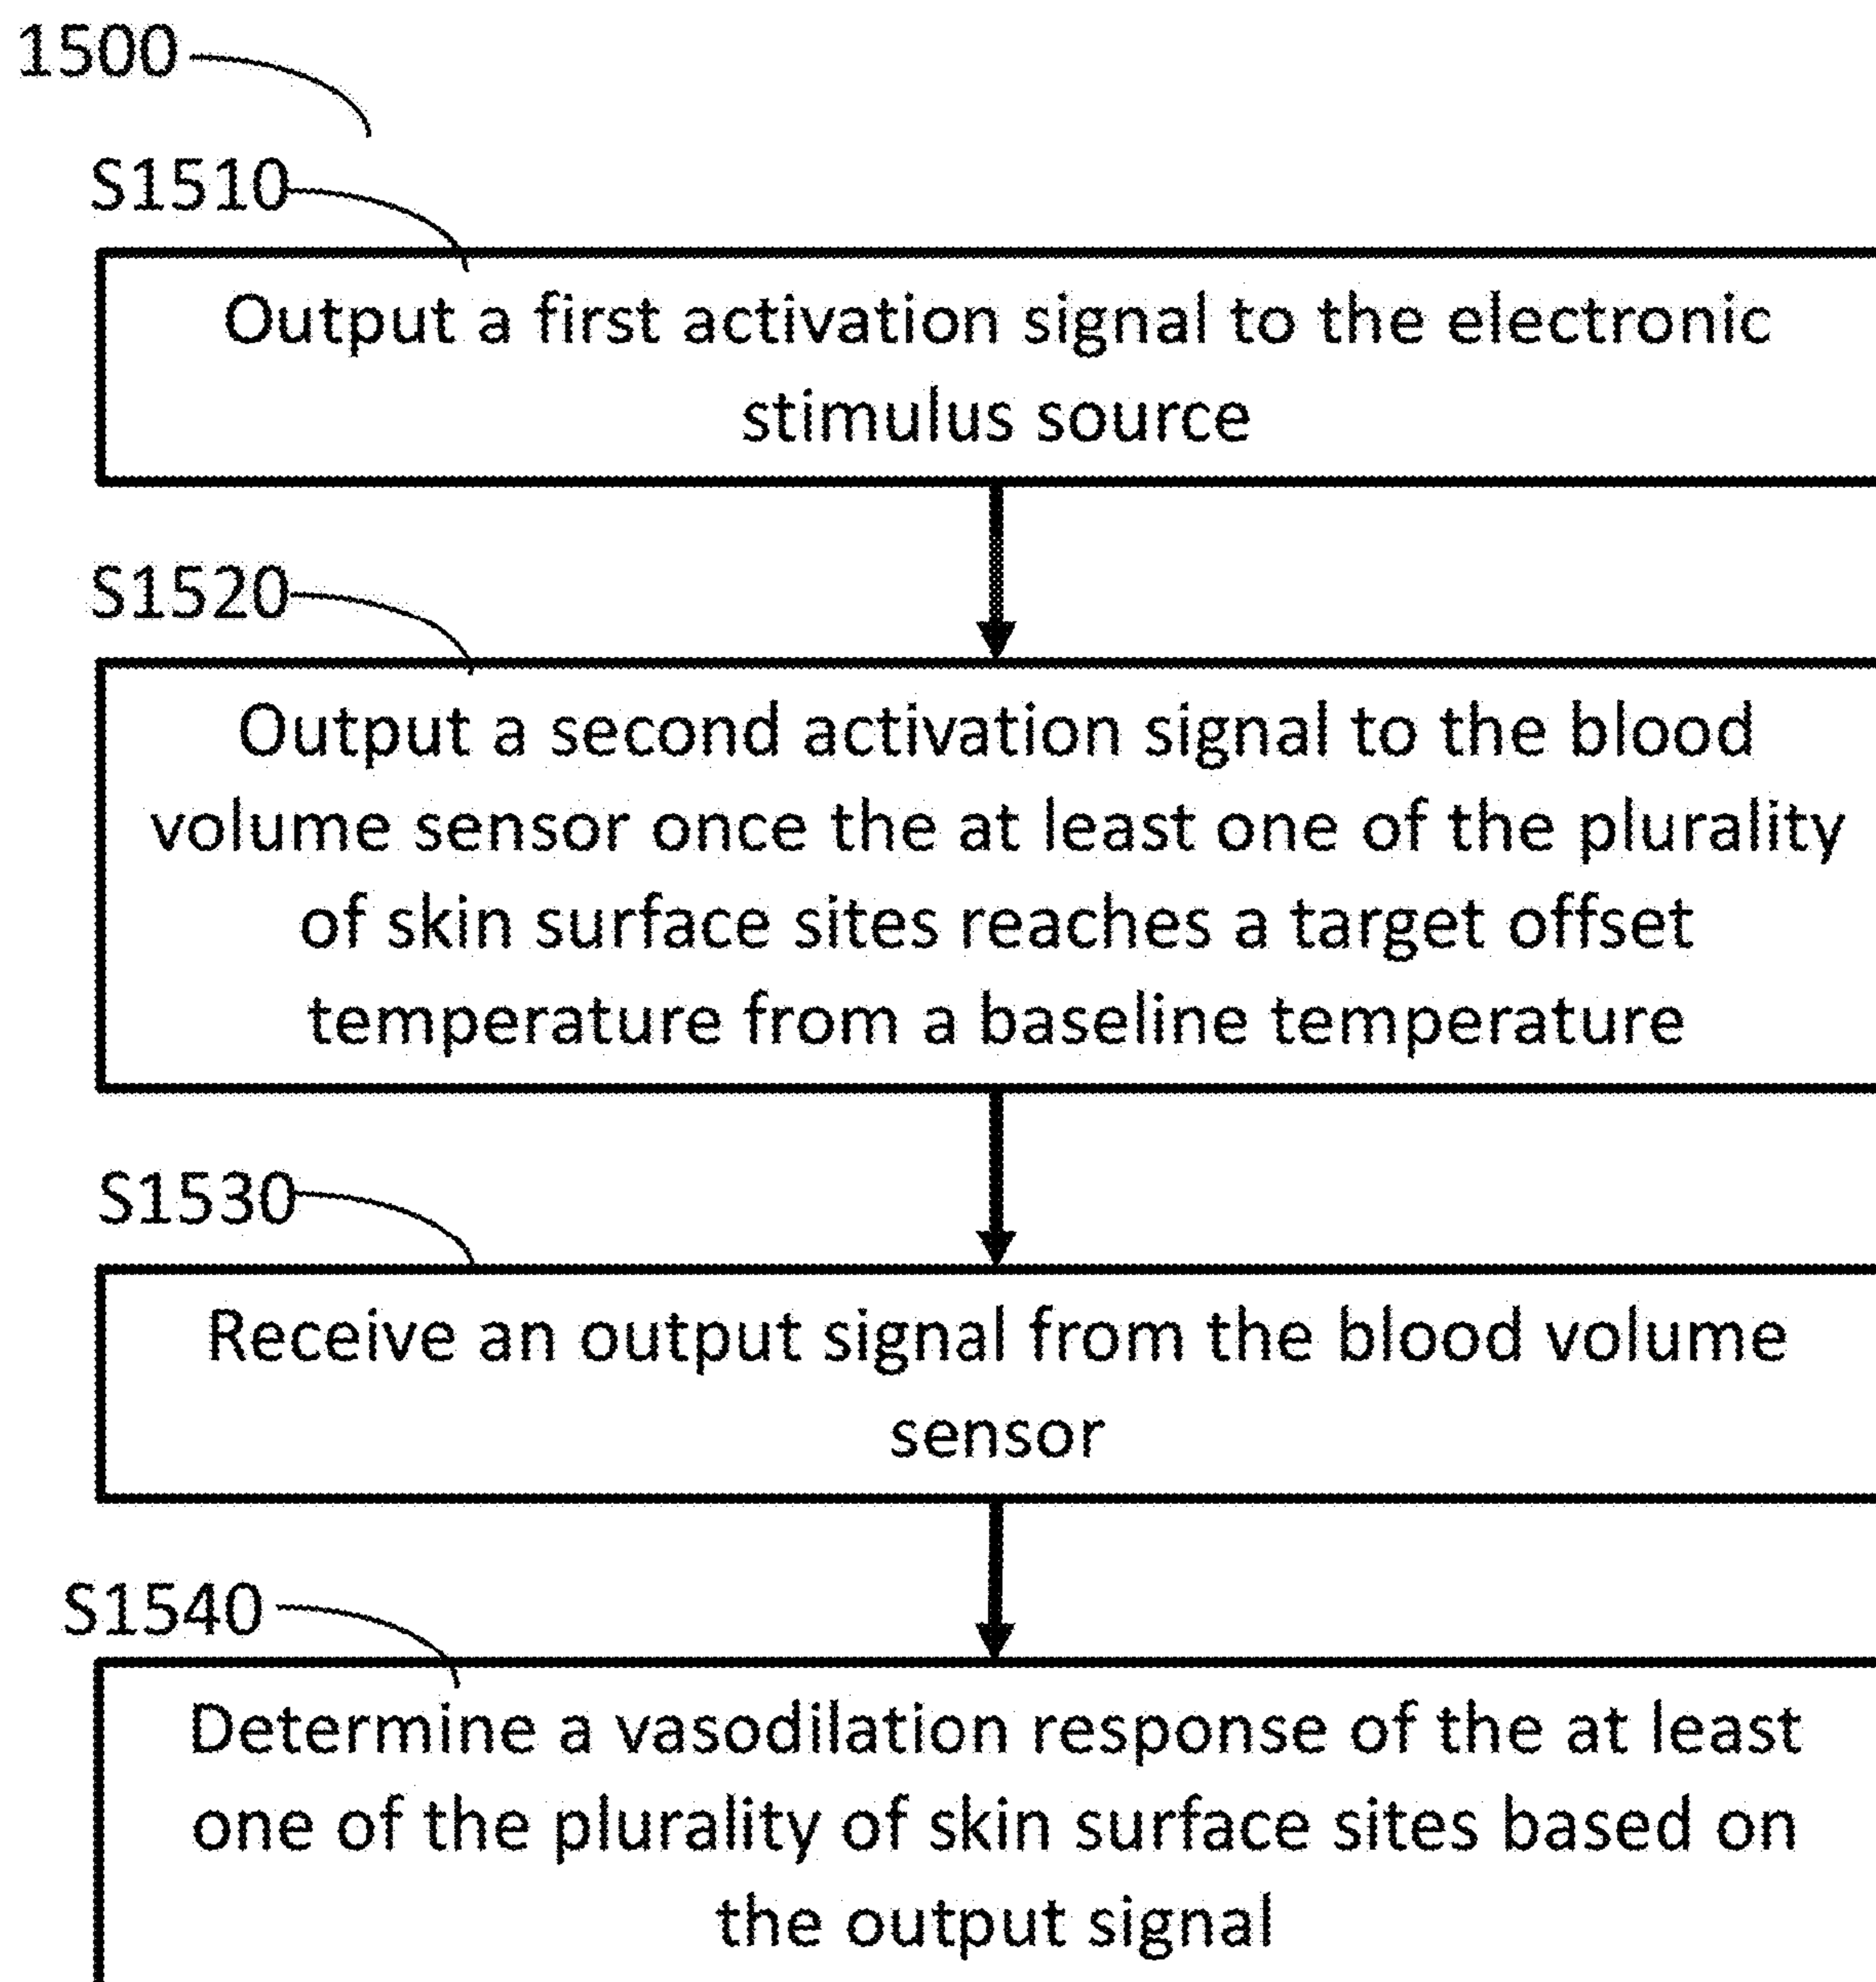 1500
S1510
Output a first activation signal to the electronic
stimulus source
S1520
Output a second activation signal to the blood
volume sensor once the at least one of the plurality
of skin surface sites reaches a target offset
temperature from a baseline temperature
S1530
Receive an output signal from the blood volume
sensor
S1540
Determine a vasodilation response of the at least
one of the plurality of skin surface sites based on
the output signal